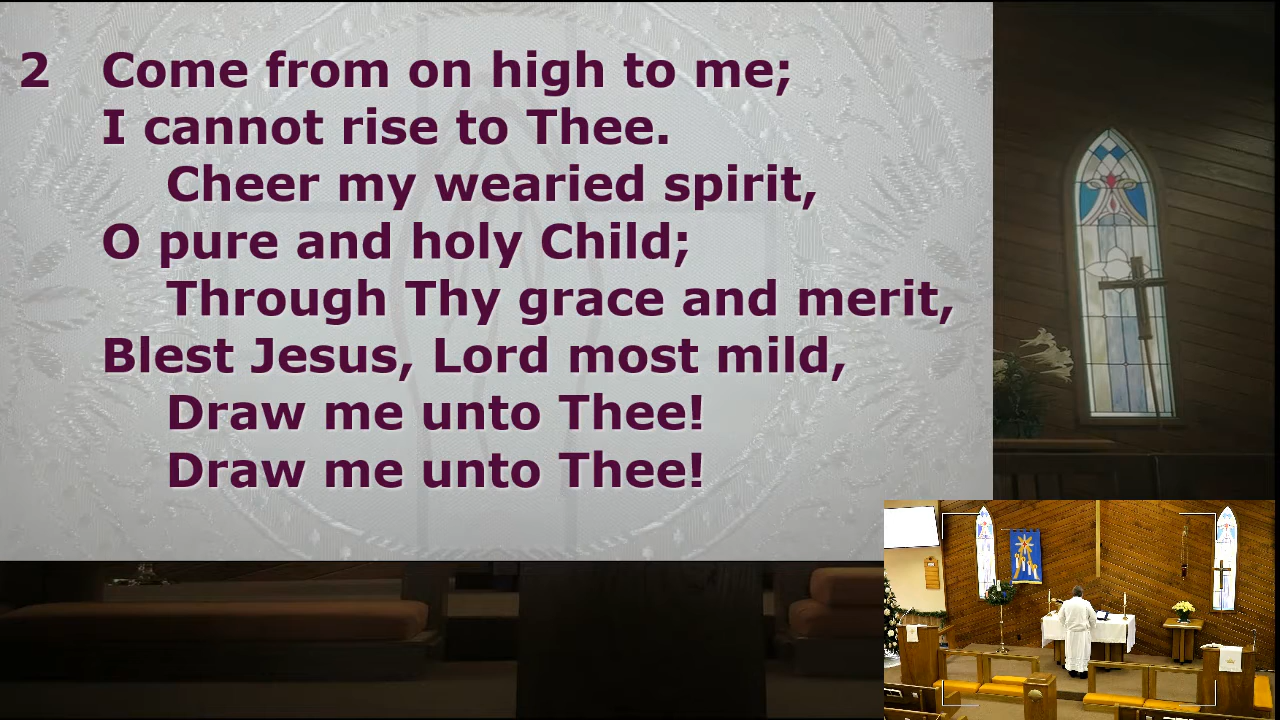 2 Come from on high to me;
I cannot rise to Thee.
Cheer my wearied spirit,
O pure and holy Child;
Through Thy grace and merit,
Blest Jesus, Lord most mild,
Draw me unto Thee!
Draw me unto Thee!